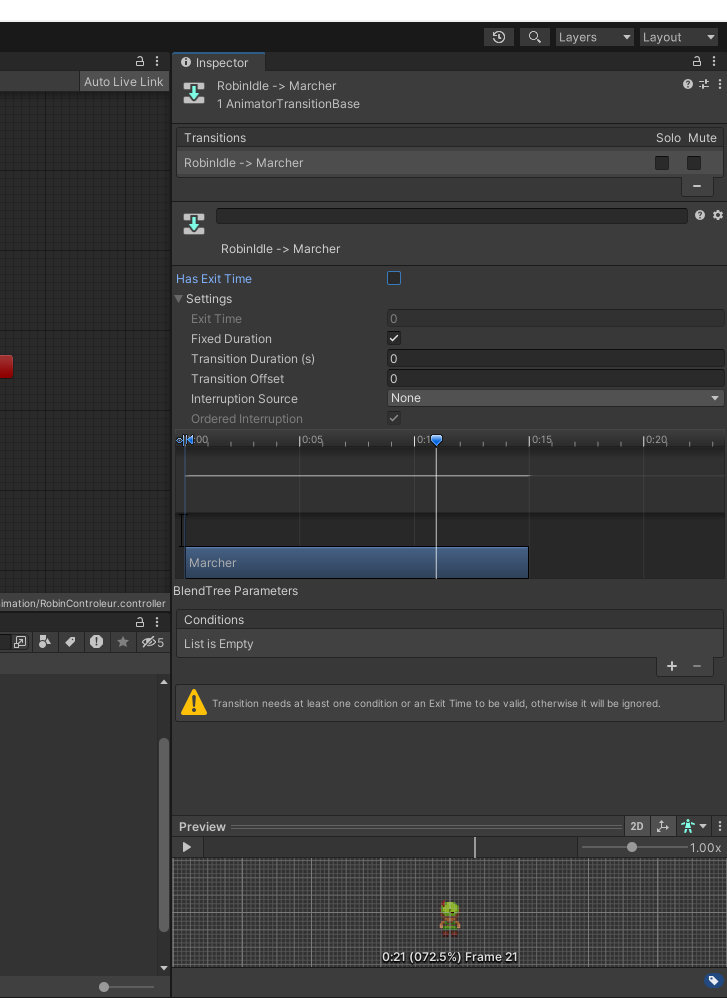 Layers
Layout
Inspector
Auto Live Link
RobinIdle -> Marcher
1 AnimatorTransitionBase
Transitions
Solo
Mute
RobinIdle -> Marcher
RobinIdle -> Marcher
Has Exit Time
Settings
Exit Time
0
Fixed Duration
Transition Duration (s)
0
Transition Offset
0
Interruption Source
None
Ordered Interruption
:00
0:05
0:1
0:15
0:20
Marcher
BlendTree Parameters
imation/RobinControleur.controller
Conditions
List is Empty
5
Transition needs at least one condition or an Exit Time to be valid, otherwise it will be ignored.
Preview
2D
1.00x
0:21 (072.5%) Frame 21